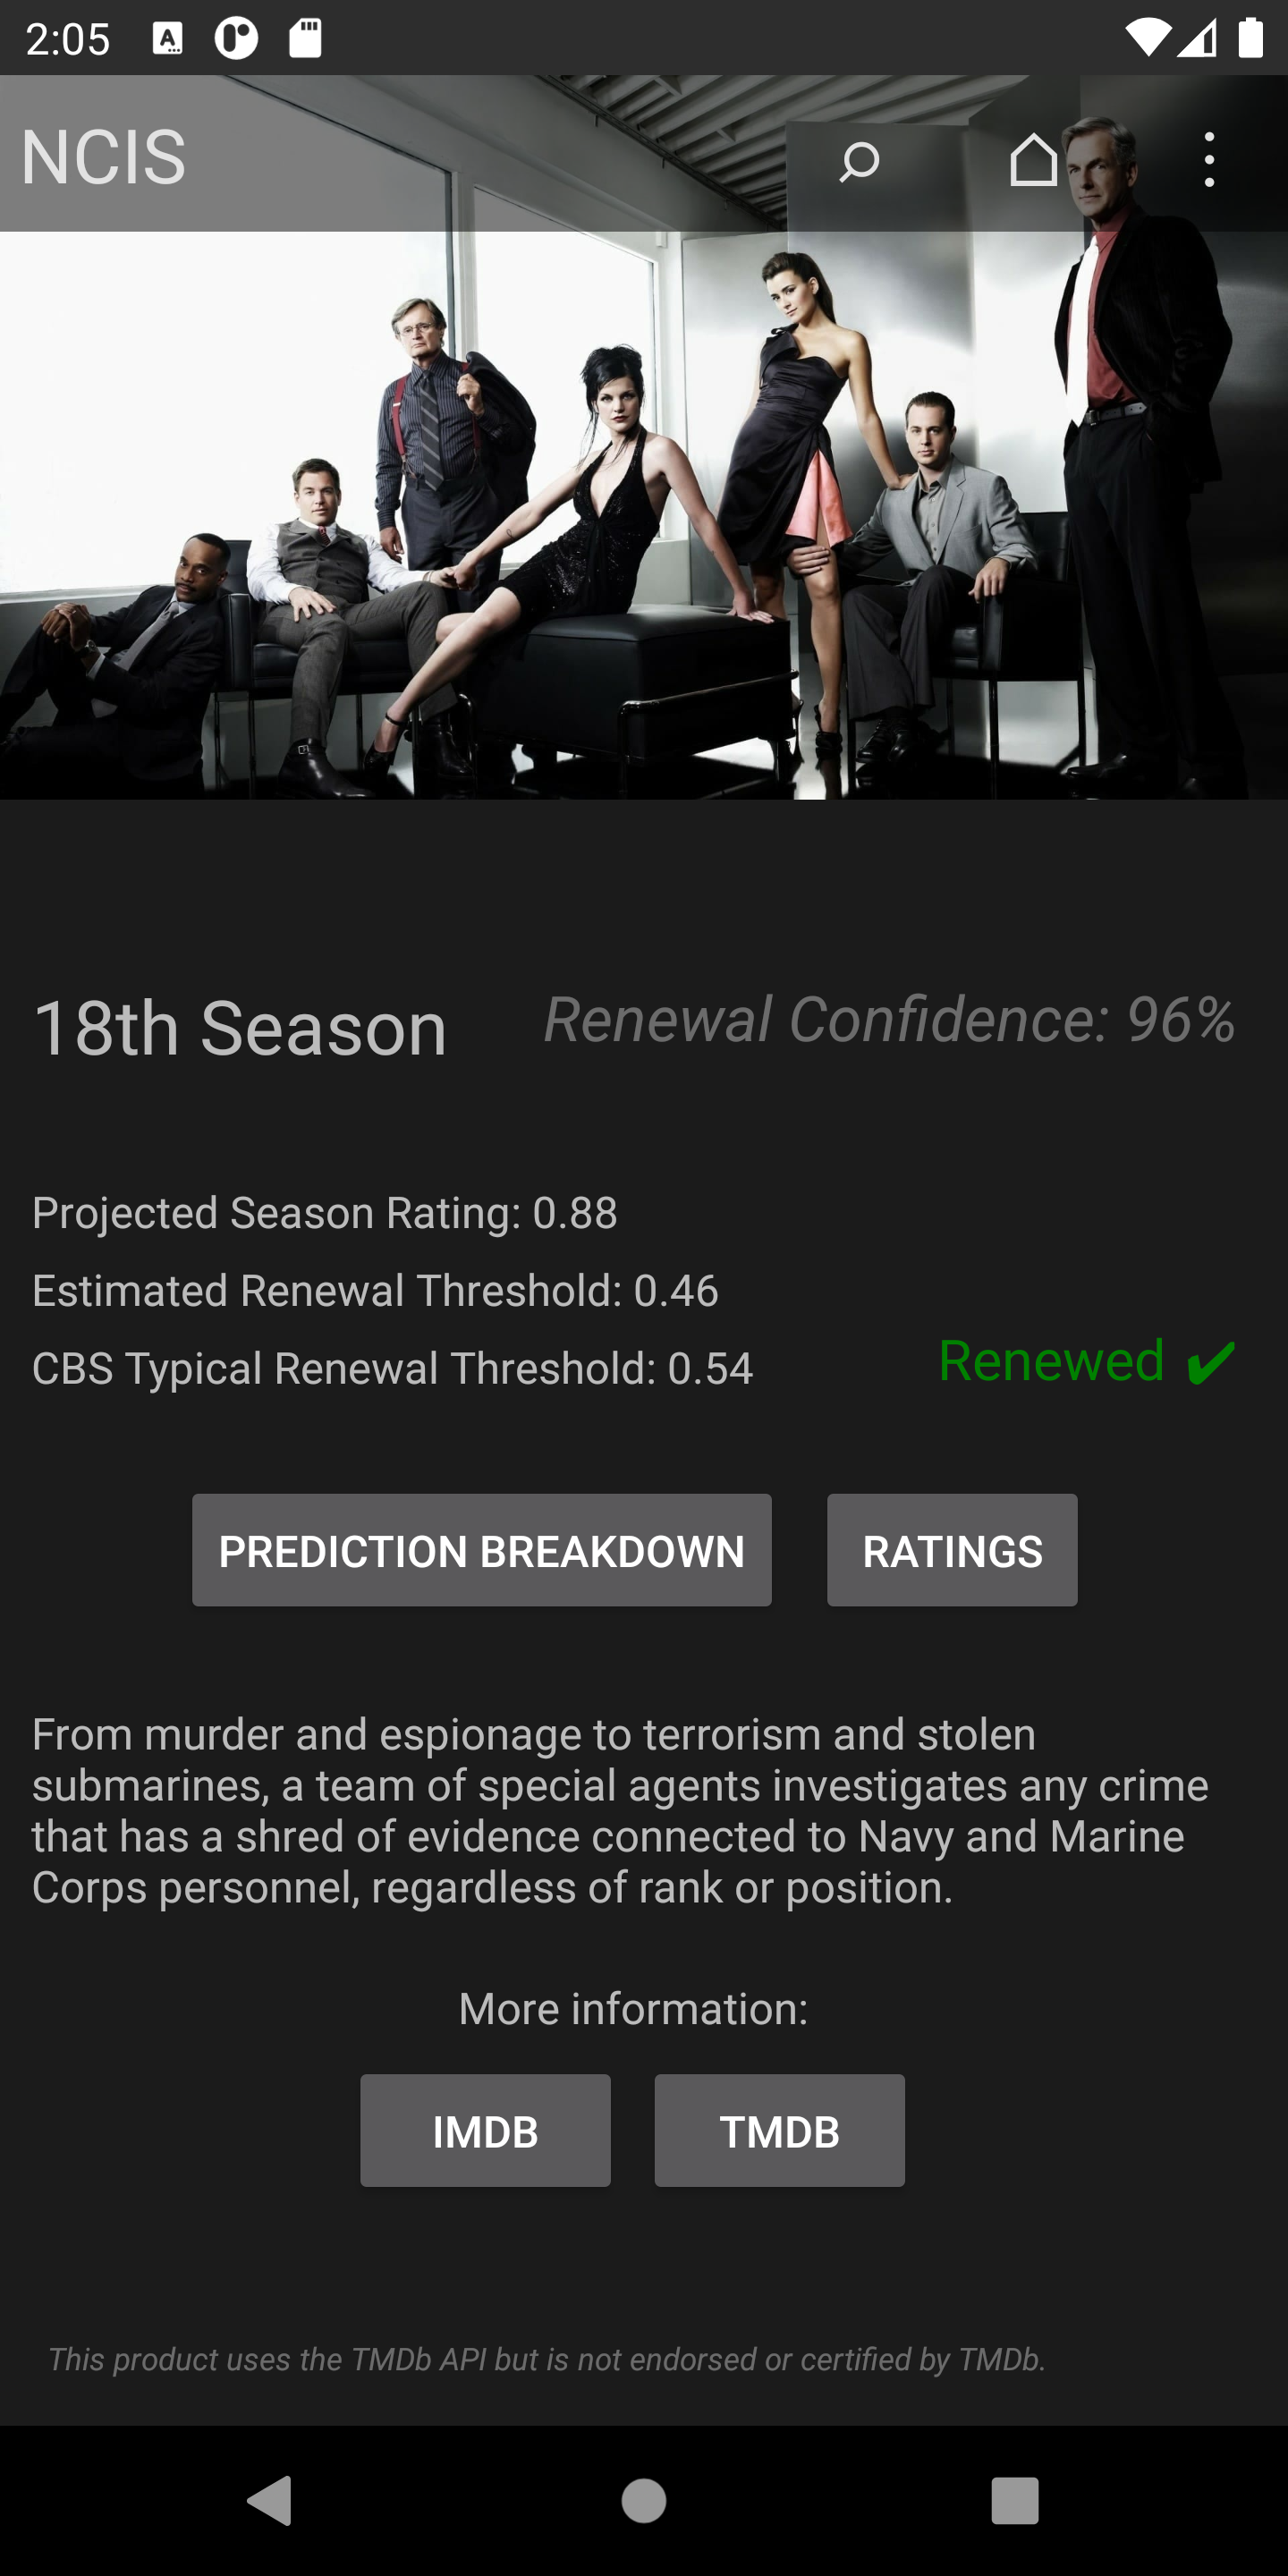 2:05
NCIS
18th Season
Renewal Confidence: 96%
Projected Season Rating: 0.88
Estimated Renewal Threshold: 0.46
CBS Typical Renewal Threshold: 0.54
Renewed ✔
PREDICTION BREAKDOWN
RATINGS
From murder and espionage to terrorism and stolen
submarines, a team of special agents investigates any crime
that has a shred of evidence connected to Navy and Marine
Corps personnel, regardless of rank or position.
More information:
IMDB
TMDB
This product uses the TMDb API but is not endorsed or certified by TMDb.